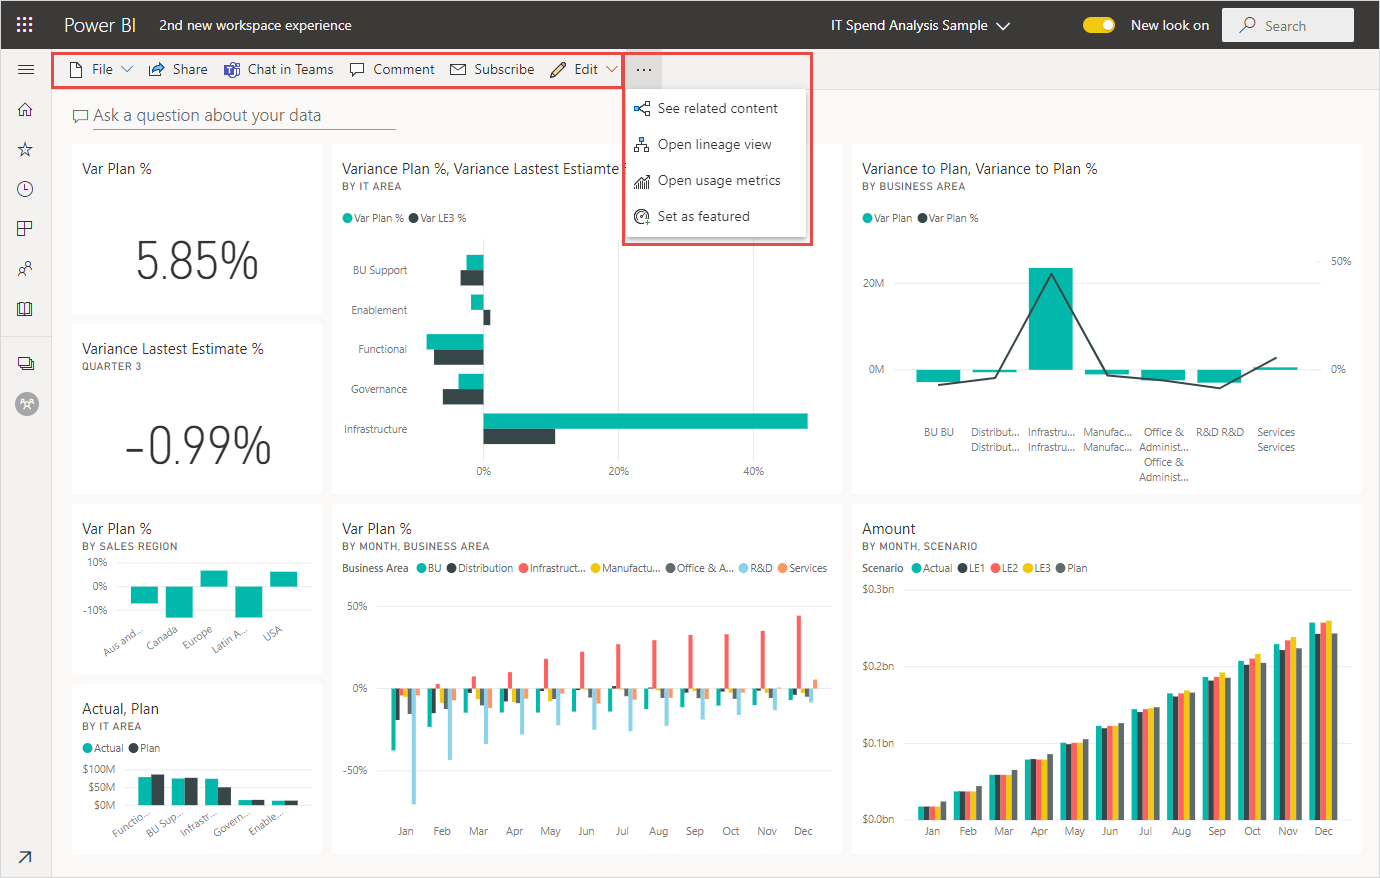 Power BI 2nd new workspace experience IT Spend Analysis Sample New look on Search
File Share Chat in Teams Comment Subscribe Edit ...
See related content
Open lineage view
Open usage metrics
Set as featured
Ask a question about your data
Var Plan %
5.85%
Variance Lastest Estimate %
QUARTER 3
-0.99%
Variance Plan %, Variance Lastest Estiamte
BY IT AREA
Var Plan % Var LE3 %
BU Support
Enablement
Functional
Governance
Infrastructure
0% 20% 40%
Variance to Plan, Variance to Plan %
BY BUSINESS AREA
Var Plan Var Plan %
50%
20M
0M 0%
BU BU Distribut... Infrastru... Manufac... Office & R&D R&D Services
Distribut... Infrastru... Manufac... Administ... Services
Office &
Administ...
Var Plan %
BY SALES REGION
10%
0%
-10%
Aus and... Canada Europe Latin A... USA
Actual, Plan
BY IT AREA
Actual Plan
$100M
$50M
$0M
Functio... BU Sup... Infrastr... Govern... Enable...
Var Plan %
BY MONTH, BUSINESS AREA
Business Area BU Distribution Infrastruct... Manufactu... Office & A... R&D Services
50%
0%
-50%
Jan Feb Mar Apr May Jun Jul Aug Sep Oct Nov Dec
Amount
BY MONTH, SCENARIO
Scenario Actual LE1 LE2 LE3 Plan
$0.3bn
$0.2bn
$0.1bn
$0.0bn
Jan Feb Mar Apr May Jun Jul Aug Sep Oct Nov Dec